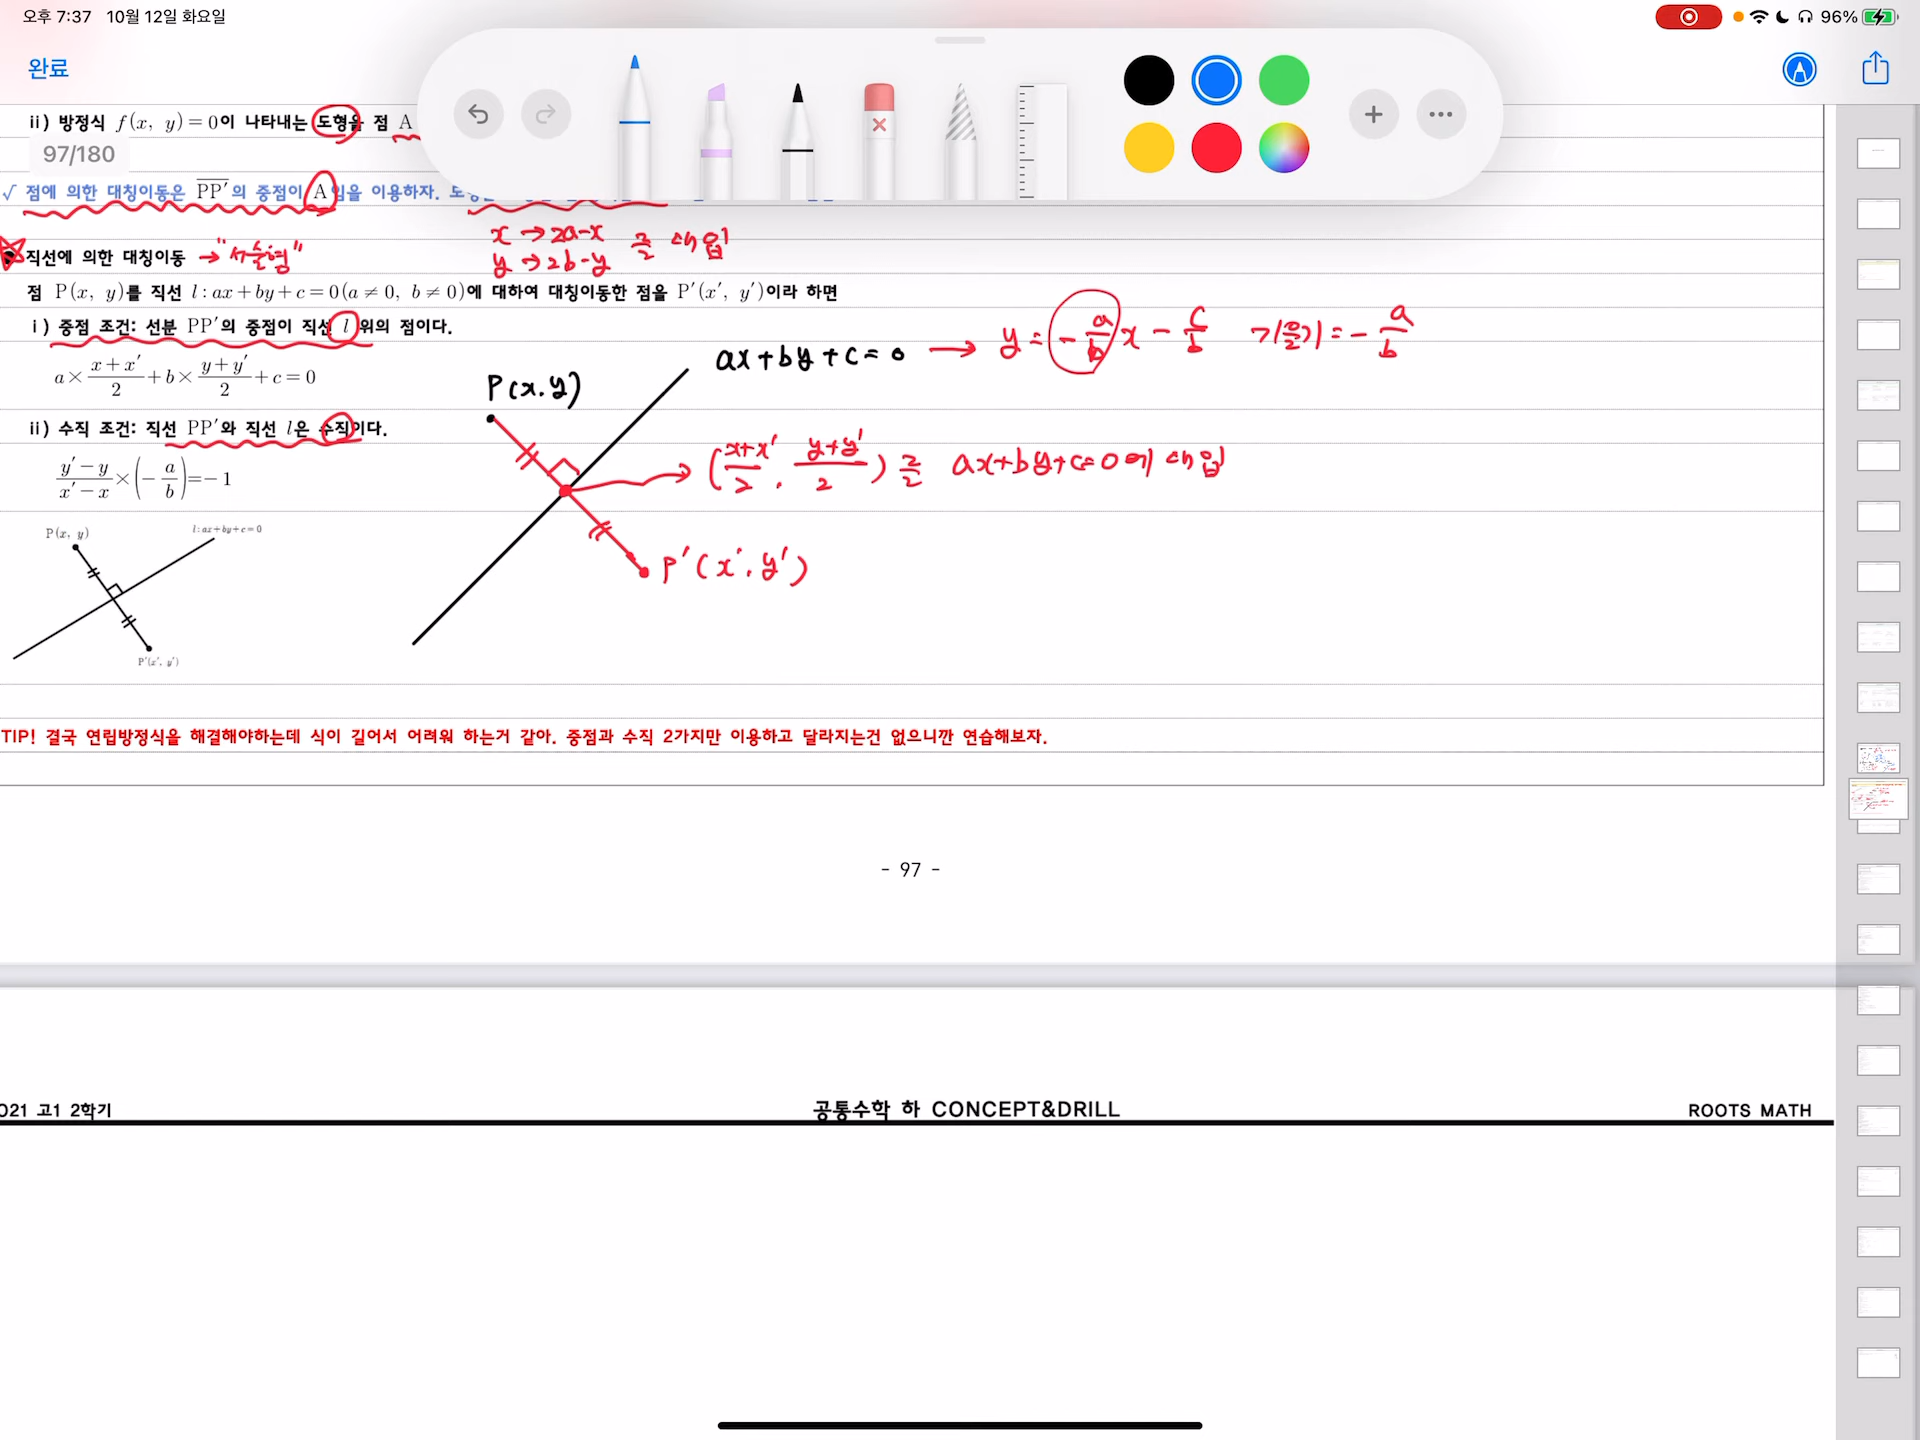 오후 7:37 10월 12일 화요일
96%
완료
ii) 방정식 f(x, y)=0이 나타내는 도형을 점 A
97/180
√ 점에 의한 대칭이동은 PP′의 중점이 A임을 이용하자.
x → 2a-x
y → 2b-y 를 대입
직선에 의한 대칭이동 → "서술형"
점 P(x, y)를 직선 l : ax+by+c=0(a≠0, b≠0)에 대하여 대칭이동한 점을 P′(x′, y′)이라 하면
i) 중점 조건: 선분 PP′의 중점이 직선 l 위의 점이다.
a× (x+x′)/2 +b× (y+y′)/2 +c=0
ii) 수직 조건: 직선 PP′와 직선 l은 수직이다.
(y′-y)/(x′-x) ×(-a/b)=-1
P(x, y)
l : ax+by+c=0
P′(x′, y′)
ax+by+c=0 → y = -a/b x - c/b 기울기 = -a/b
P(x, y)
((x+x′)/2, (y+y′)/2) 를 ax+by+c=0에 대입
P′(x′, y′)
TIP! 결국 연립방정식을 해결해야하는데 식이 길어서 어려워 하는거 같아. 중점과 수직 2가지만 이용하고 달라지는건 없으니깐 연습해보자.
- 97 -
021 고1 2학기
공통수학 하 CONCEPT&DRILL
ROOTS MATH